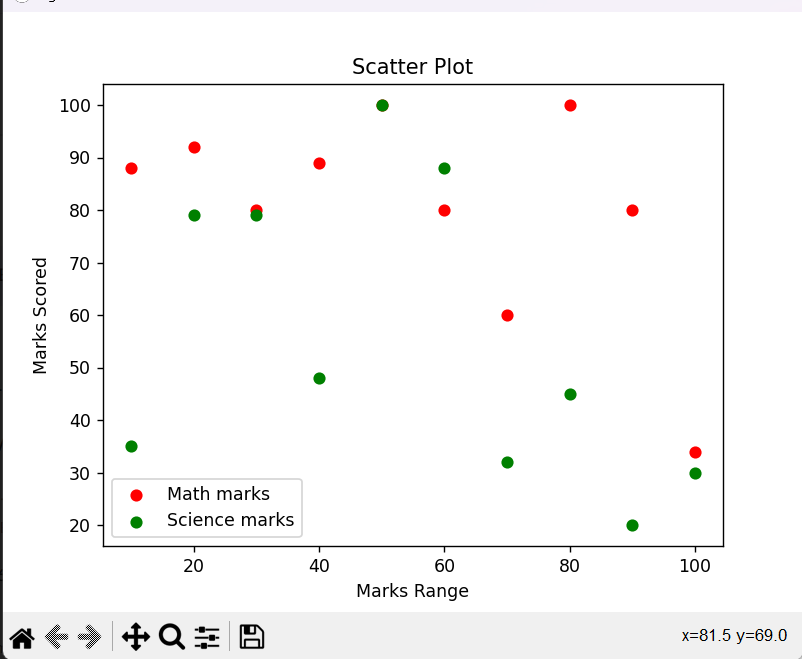 Scatter Plot
100
90
80
70
60
50
40
30
20
Marks Scored
Math marks
Science marks
20 40 60 80 100
Marks Range
x=81.5 y=69.0